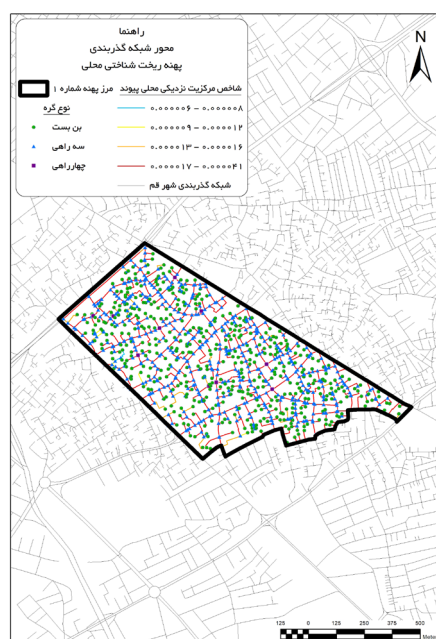 راهنما
محور شبکه گذربندی
پهنه ریخت شناختی محلی
شاخص مرکزیت نزدیکی محلی پیوند
مرز پهنه شماره ۱
نوع گره
بن بست
سه راهی
چهارراهی
۰.۰۰۰۰۰۶ - ۰.۰۰۰۰۰۸
۰.۰۰۰۰۰۹ - ۰.۰۰۰۰۱۲
۰.۰۰۰۰۱۳ - ۰.۰۰۰۰۱۶
۰.۰۰۰۰۱۷ - ۰.۰۰۰۰۴۱
شبکه گذربندی شهر قم
N
125 0 125 250 375 500
Meters